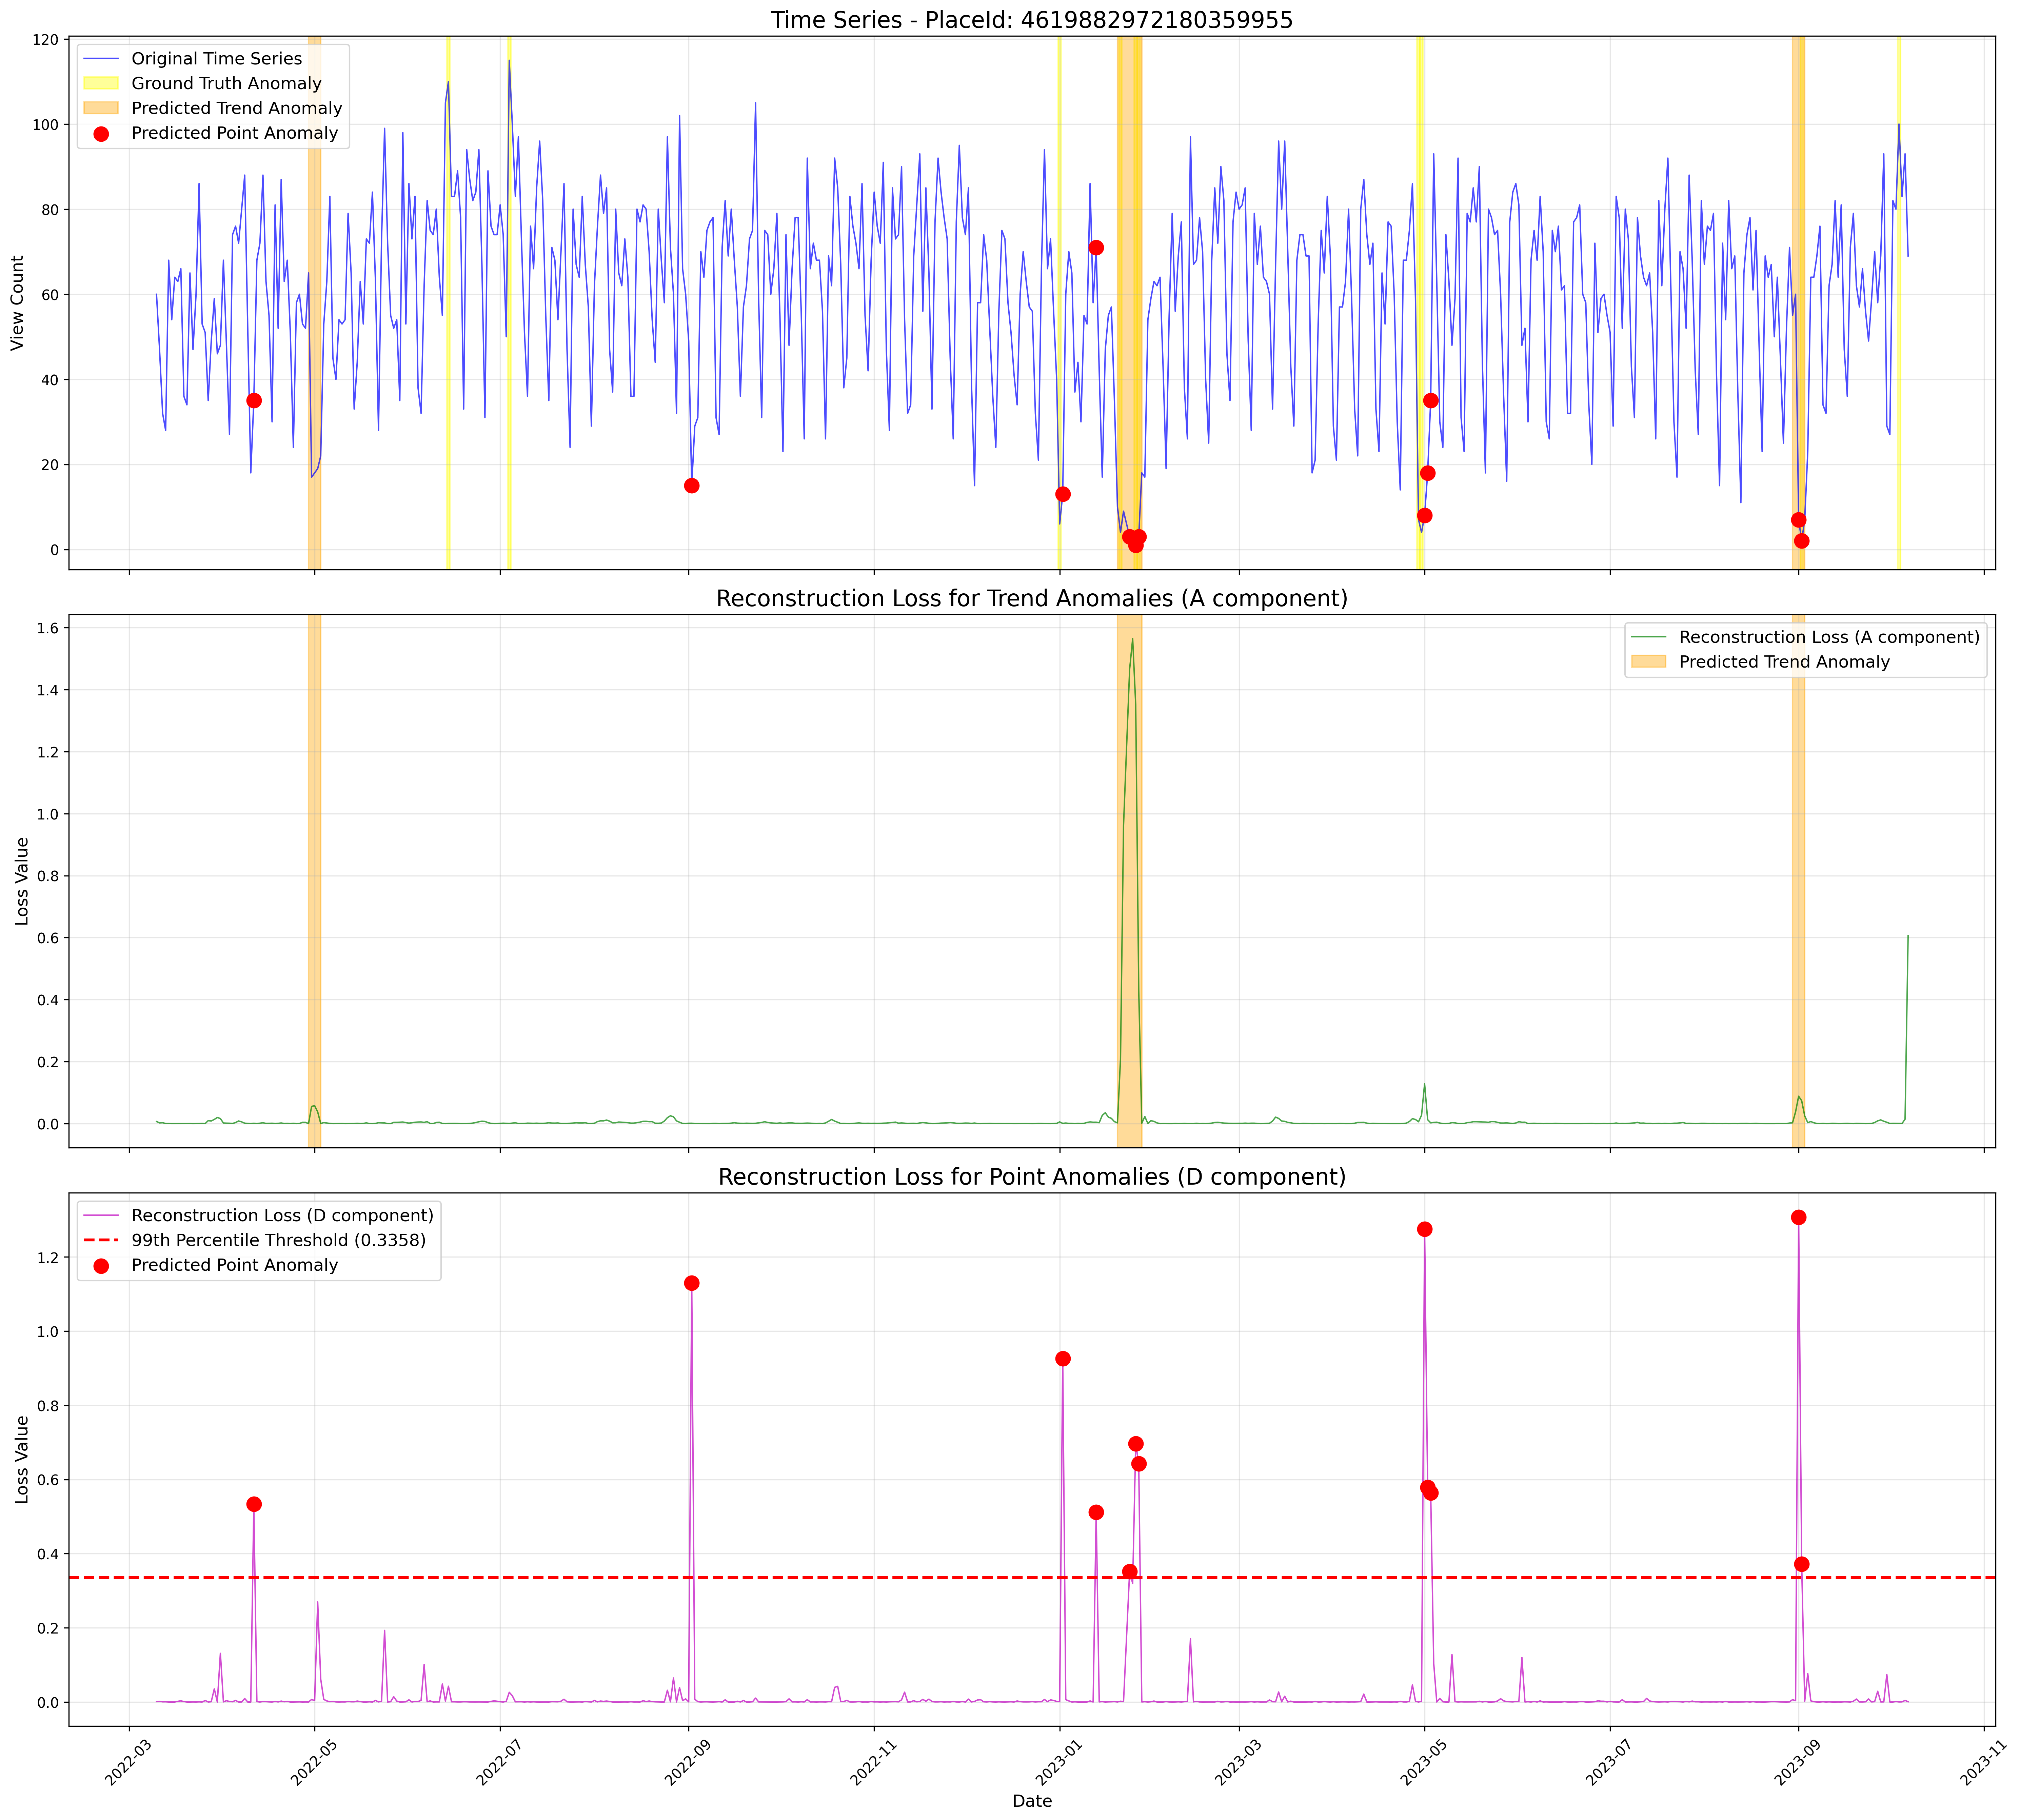 Time Series - PlaceId: 4619882972180359955
120
100
80
60
40
20
0
View Count
Original Time Series
Ground Truth Anomaly
Predicted Trend Anomaly
Predicted Point Anomaly
Reconstruction Loss for Trend Anomalies (A component)
1.6
1.4
1.2
1.0
0.8
0.6
0.4
0.2
0.0
Loss Value
Reconstruction Loss (A component)
Predicted Trend Anomaly
Reconstruction Loss for Point Anomalies (D component)
1.2
1.0
0.8
0.6
0.4
0.2
0.0
Loss Value
Reconstruction Loss (D component)
99th Percentile Threshold (0.3358)
Predicted Point Anomaly
2022-03
2022-05
2022-07
2022-09
2022-11
2023-01
2023-03
2023-05
2023-07
2023-09
2023-11
Date